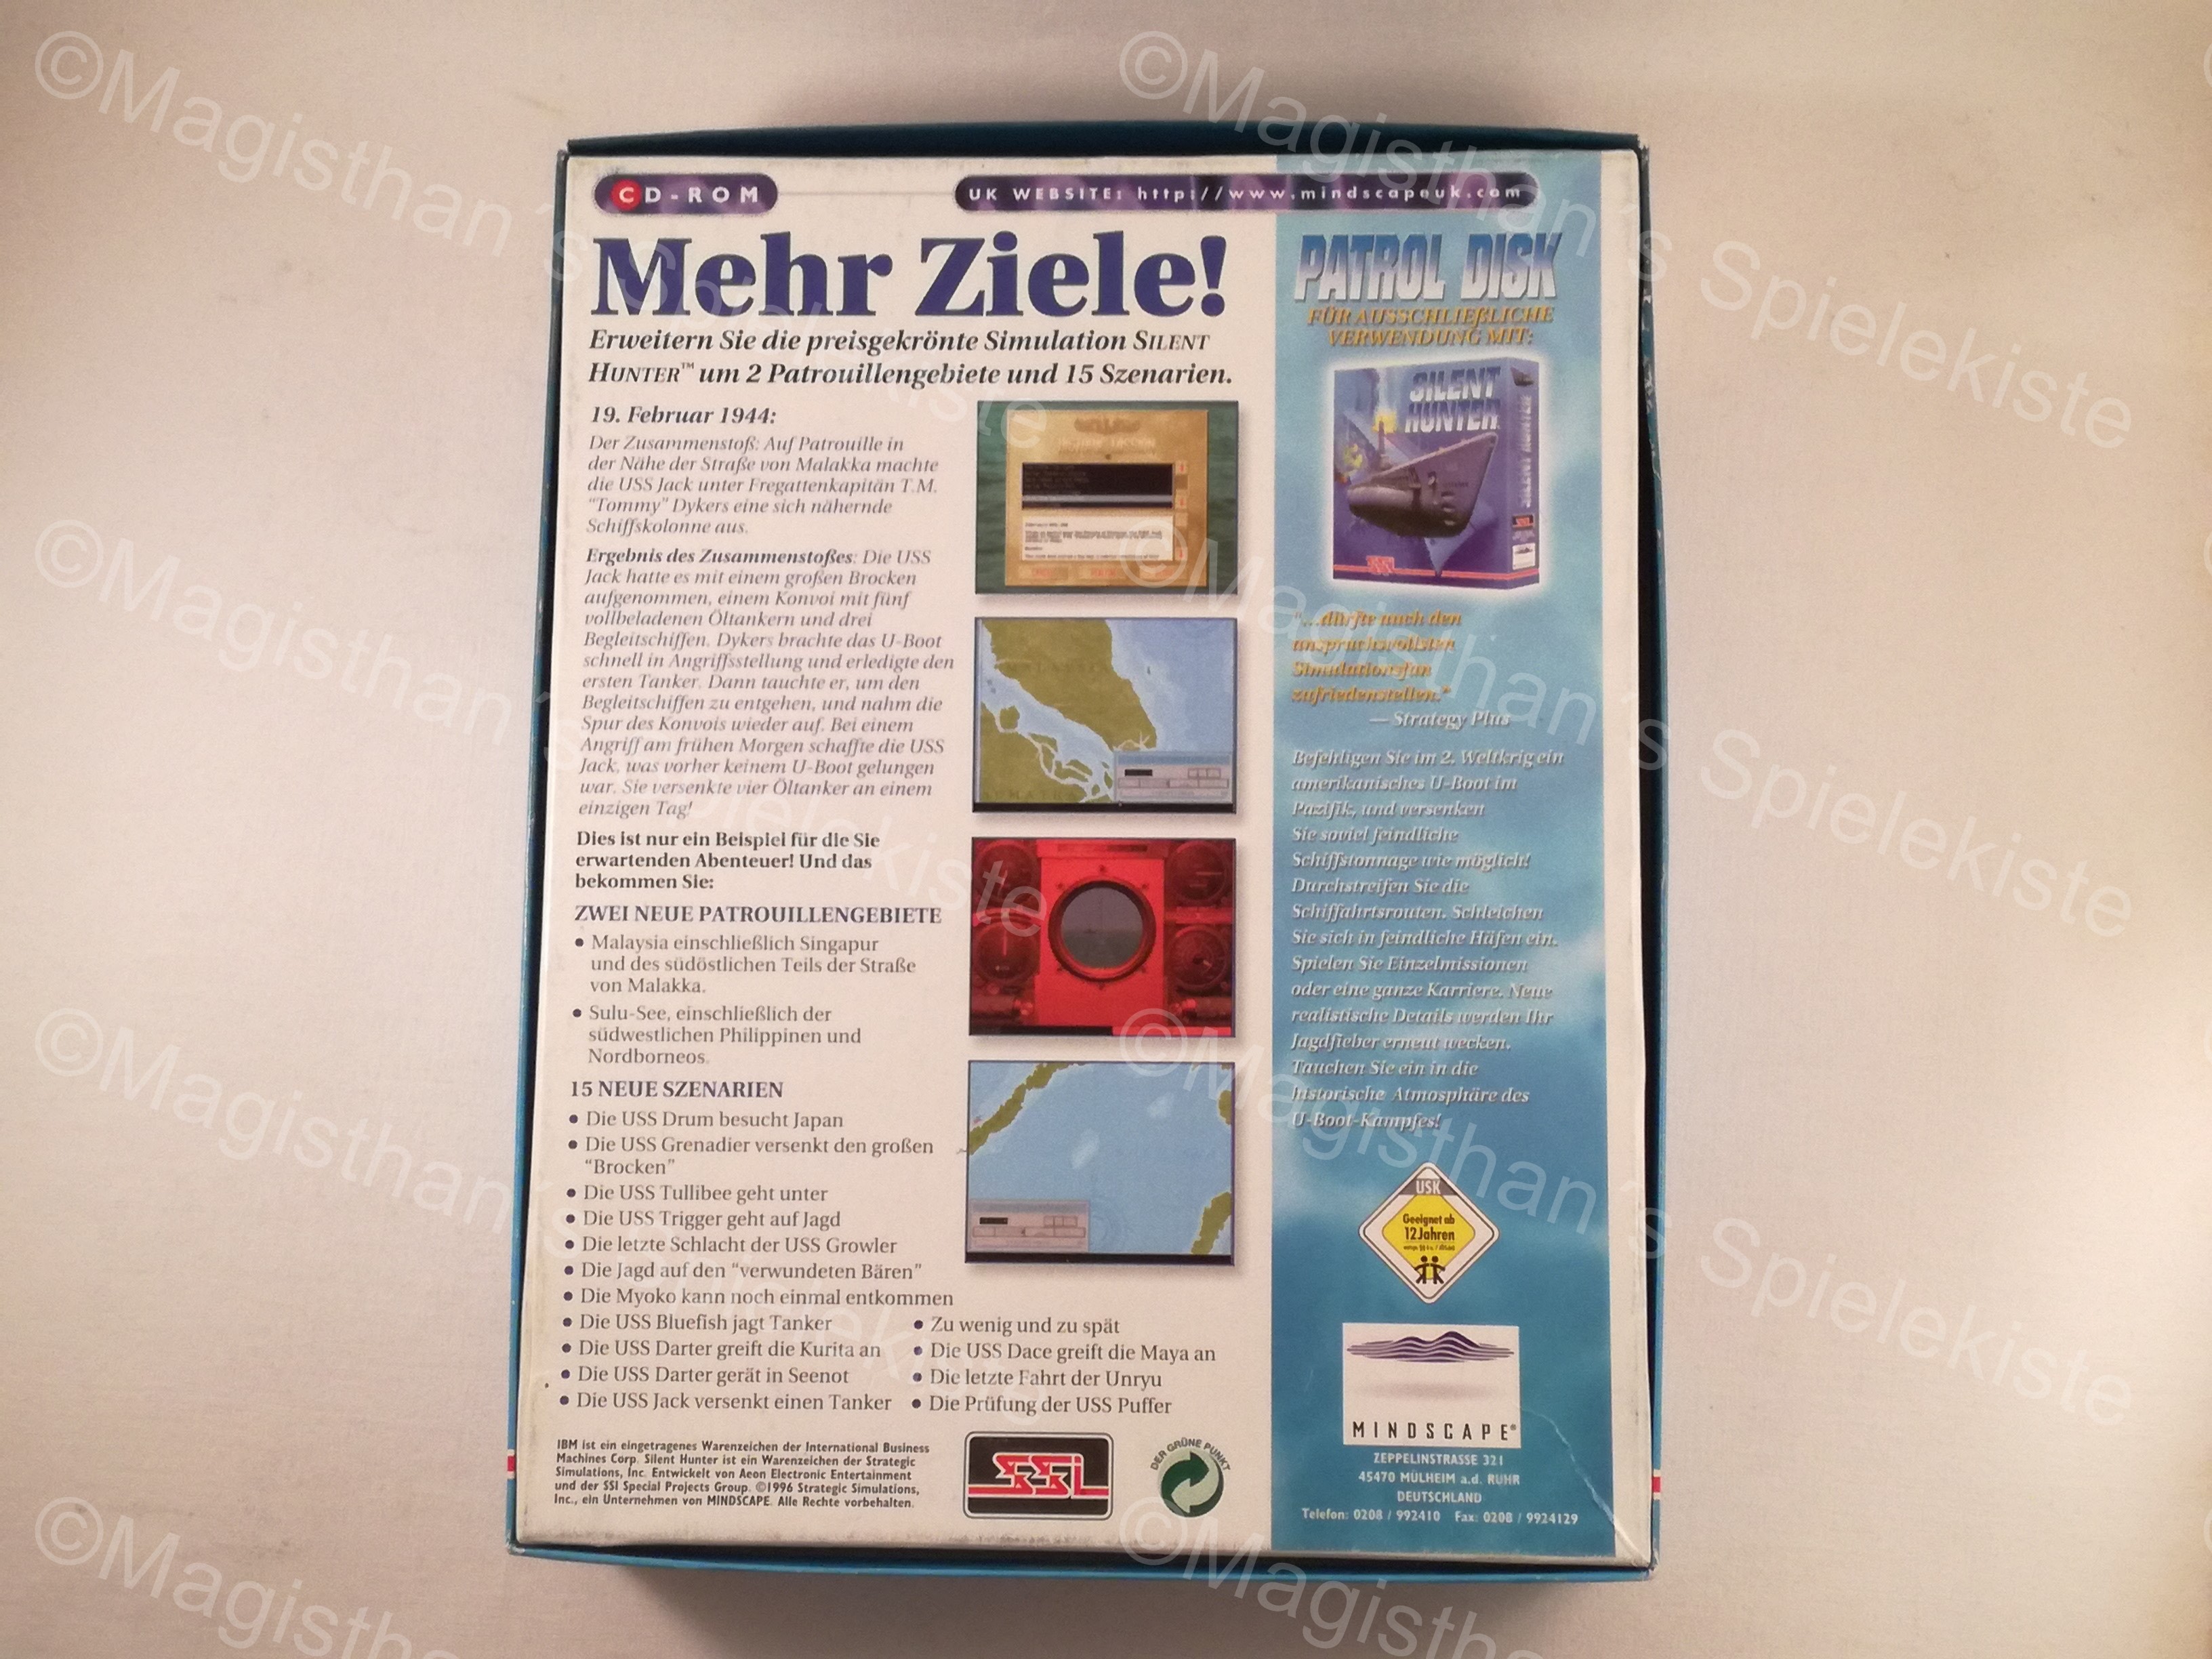 CD-ROM
UK WEBSITE: http://www.mindscapeuk.com
Mehr Ziele!
Erweitern Sie die preisgekrönte Simulation SILENT
HUNTER™ um 2 Patrouillengebiete und 15 Szenarien.
19. Februar 1944:
Der Zusammenstoß: Auf Patrouille in
der Nähe der Straße von Malakka machte
die USS Jack unter Fregattenkapitän T.M.
"Tommy" Dykers eine sich nähernde
Schiffskolonne aus.
Ergebnis des Zusammenstoßes: Die USS
Jack hatte es mit einem großen Brocken
aufgenommen, einem Konvoi mit fünf
vollbeladenen Öltankern und drei
Begleitschiffen. Dykers brachte das U-Boot
schnell in Angriffsstellung und erledigte den
ersten Tanker. Dann tauchte er, um den
Begleitschiffen zu entgehen, und nahm die
Spur des Konvois wieder auf. Bei einem
Angriff am frühen Morgen schaffte die USS
Jack, was vorher keinem U-Boot gelungen
war. Sie versenkte vier Öltanker an einem
einzigen Tag!
Dies ist nur ein Beispiel für die Sie
erwartenden Abenteuer! Und das
bekommen Sie:
ZWEI NEUE PATROUILLENGEBIETE
• Malaysia einschließlich Singapur
und des südöstlichen Teils der Straße
von Malakka.
• Sulu-See, einschließlich der
südwestlichen Philippinen und
Nordborneos.
15 NEUE SZENARIEN
• Die USS Drum besucht Japan
• Die USS Grenadier versenkt den großen
"Brocken"
• Die USS Tullibee geht unter
• Die USS Trigger geht auf Jagd
• Die letzte Schlacht der USS Growler
• Die Jagd auf den "verwundeten Bären"
• Die Myoko kann noch einmal entkommen
• Die USS Bluefish jagt Tanker
• Die USS Darter greift die Kurita an
• Die USS Darter gerät in Seenot
• Die USS Jack versenkt einen Tanker
• Zu wenig und zu spät
• Die USS Dace greift die Maya an
• Die letzte Fahrt der Unryu
• Die Prüfung der USS Puffer
IBM ist ein eingetragenes Warenzeichen der International Business
Machines Corp. Silent Hunter ist ein Warenzeichen der Strategic
Simulations, Inc. Entwickelt von Aeon Electronic Entertainment
und der SSI Special Projects Group. ©1996 Strategic Simulations,
Inc., ein Unternehmen von MINDSCAPE. Alle Rechte vorbehalten.
SSI
DER GRÜNE PUNKT
PATROL DISK
FÜR AUSSCHLIEßLICHE
VERWENDUNG MIT:
SILENT
HUNTER
SILENT HUNTER
SSI
"...dürfte auch den
anspruchsvollsten
Simulationsfan
zufriedenstellen."
— Strategy Plus
Befehligen Sie im 2. Weltkrig ein
amerikanisches U-Boot im
Pazifik, und versenken
Sie soviel feindliche
Schiffstonnage wie möglich!
Durchstreifen Sie die
Schiffahrtsrouten. Schleichen
Sie sich in feindliche Häfen ein.
Spielen Sie Einzelmissionen
oder eine ganze Karriere. Neue
realistische Details werden Ihr
Jagdfieber erneut wecken.
Tauchen Sie ein in die
historische Atmosphäre des
U-Boot-Kampfes!
USK
Geeignet ab
12 Jahren
MINDSCAPE®
ZEPPELINSTRASSE 321
45470 MÜLHEIM a.d. RUHR
DEUTSCHLAND
Telefon: 0208 / 992410 Fax: 0208 / 9924129
©Magisthan´s Spielekiste
©Magisthan´s Spielekiste
©Magisthan´s Spielekiste
©Magisthan´s Spielekiste
©Magisthan´s Spielekiste
©Magisthan´s Spielekiste
©Magisthan
©Magisthan